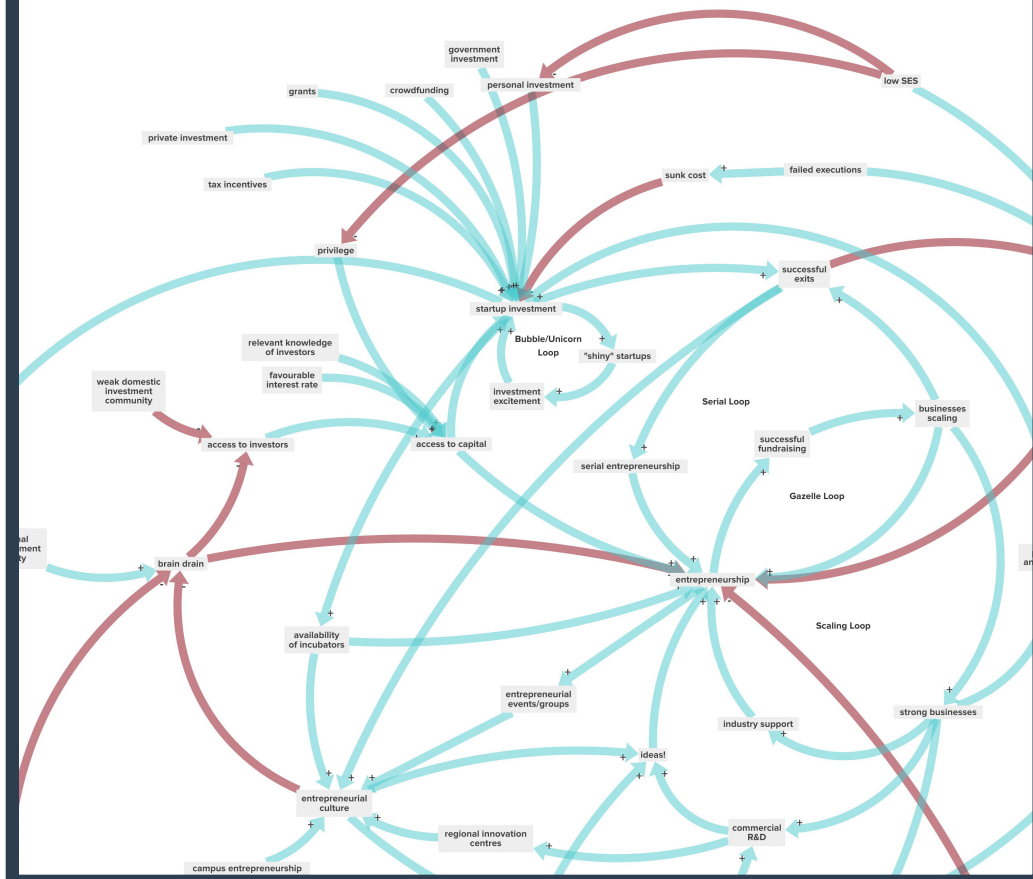 government
investment
personal investment
low SES
grants
crowdfunding
private investment
tax incentives
sunk cost
failed executions
privilege
successful
exits
startup investment
Bubble/Unicorn
Loop
"shiny" startups
relevant knowledge
of investors
favourable
interest rate
weak domestic
investment
community
investment
excitement
Serial Loop
businesses
scaling
access to investors
access to capital
successful
fundraising
serial entrepreneurship
Gazelle Loop
brain drain
entrepreneurship
availability
of incubators
Scaling Loop
entrepreneurial
events/groups
industry support
strong businesses
ideas!
entrepreneurial
culture
regional innovation
centres
commercial
R&D
campus entrepreneurship